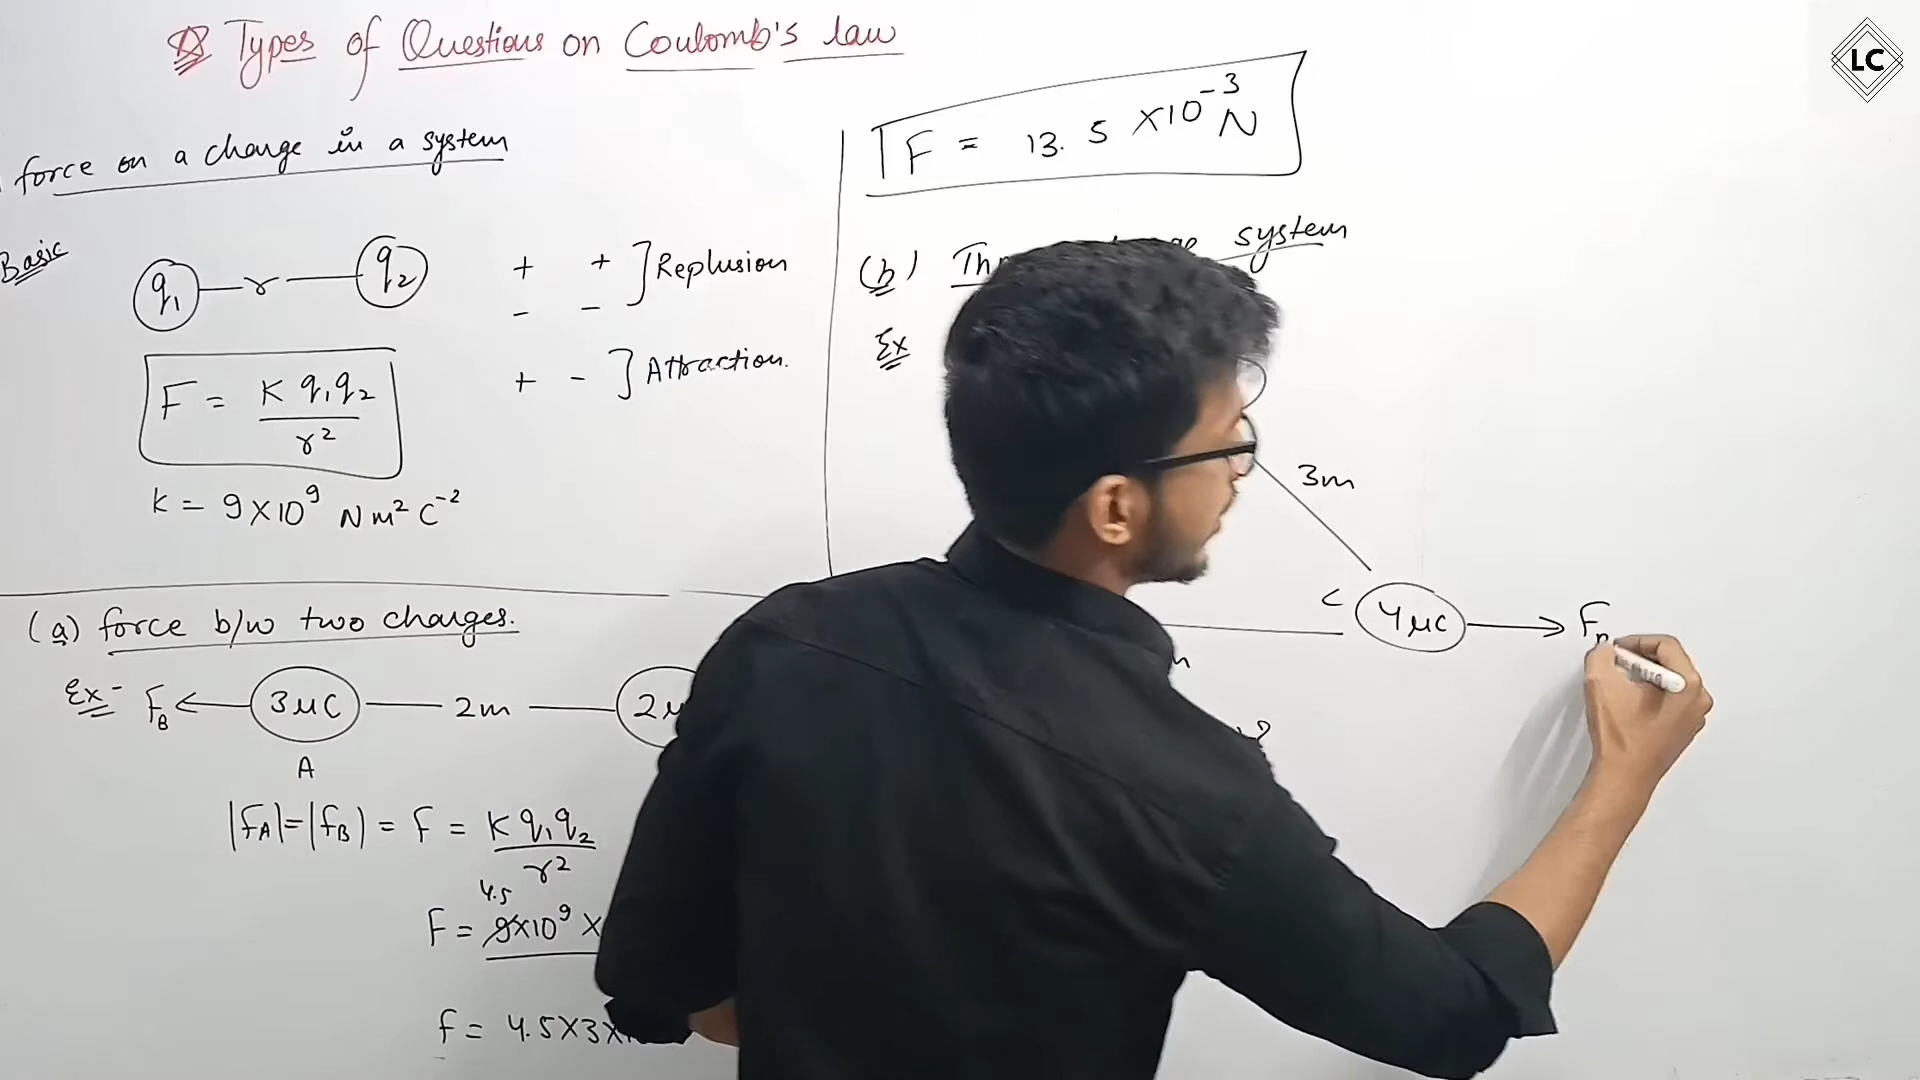 Types of Questions on Coulomb's law
force on a charge in a system
Basic
q₁ r q₂
+ + ] Replusion
- -
+ - ] Attraction.
F = K q₁q₂ / r²
K = 9×10⁹ N m² C⁻²
(a) force b/w two charges.
Ex - F_B ← 3μC — 2m — 2μ
A
|F_A| = |F_B| = F = K q₁q₂ / r²
4.5
F = 9×10⁹ ×
F = 4.5×3×
F = 13.5 ×10⁻³ N
(b) system
Ex
3m
C 4μC → F
?
LC